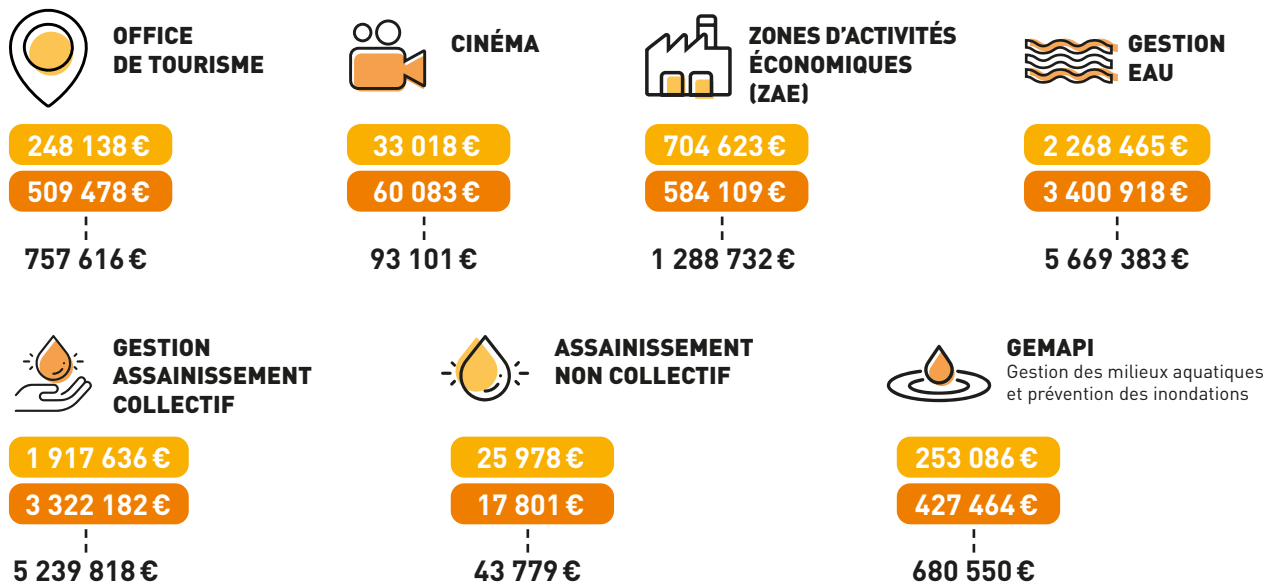 OFFICE
DE TOURISME
248 138 €
509 478 €
757 616 €
CINÉMA
33 018 €
60 083 €
93 101 €
ZONES D'ACTIVITÉS
ÉCONOMIQUES
(ZAE)
704 623 €
584 109 €
1 288 732 €
GESTION
EAU
2 268 465 €
3 400 918 €
5 669 383 €
GESTION
ASSAINISSEMENT
COLLECTIF
1 917 636 €
3 322 182 €
5 239 818 €
ASSAINISSEMENT
NON COLLECTIF
25 978 €
17 801 €
43 779 €
GEMAPI
Gestion des milieux aquatiques
et prévention des inondations
253 086 €
427 464 €
680 550 €